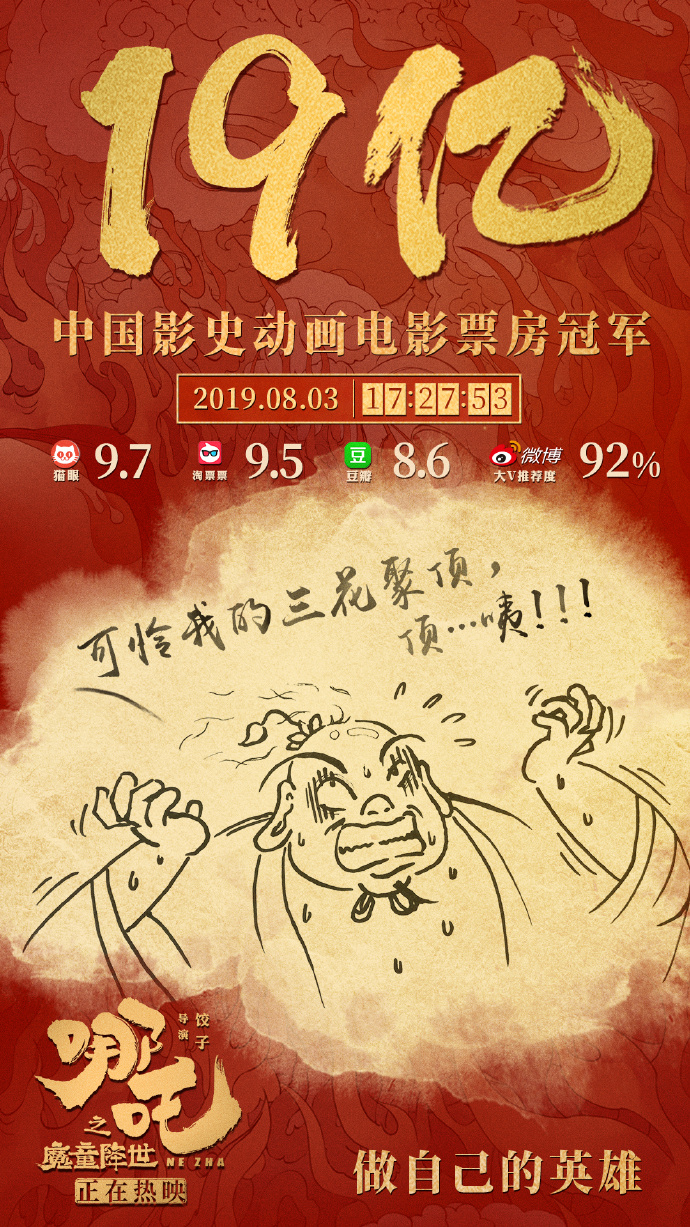 19亿
中国影史动画电影票房冠军
2019.08.03 17:27:53
猫眼 9.7 淘票票 9.5 豆 豆瓣 8.6 微博 大V推荐度 92%
可怜我的三花聚顶，
顶…咦!!!
哪吒
之
魔童降世 NE ZHA
导演 饺子
正在热映
做自己的英雄